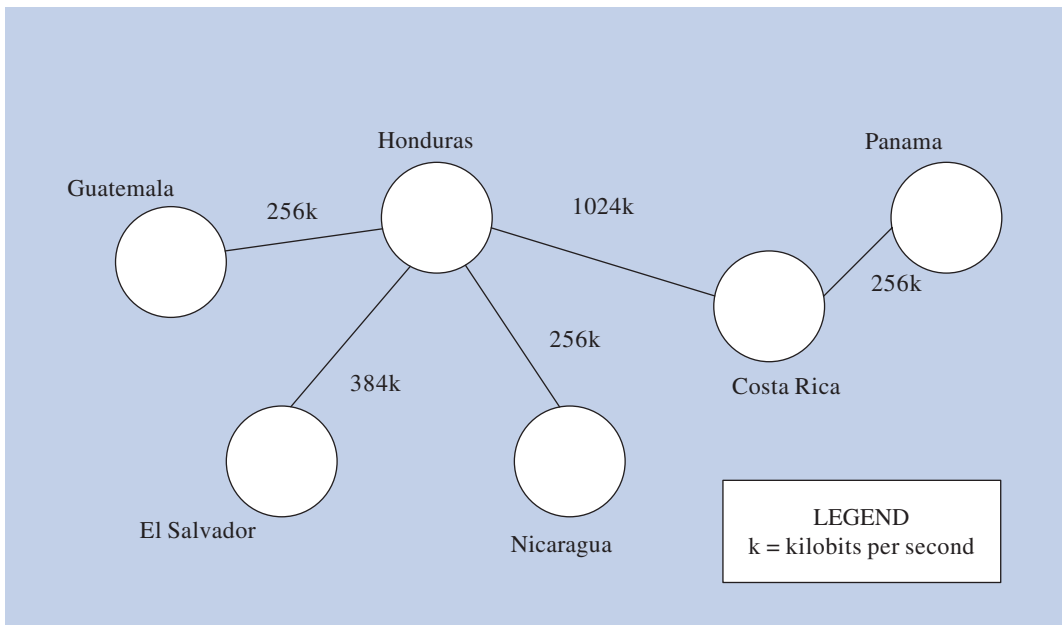 Honduras
Panama
Guatemala
256k
1024k
256k
256k
384k
Costa Rica
El Salvador
Nicaragua
LEGEND
k = kilobits per second